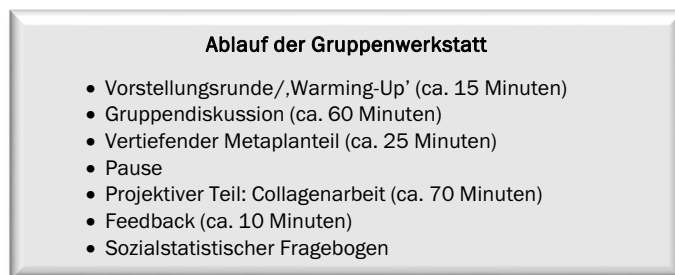 Ablauf der Gruppenwerkstatt
• Vorstellungsrunde/‚Warming-Up’ (ca. 15 Minuten)
• Gruppendiskussion (ca. 60 Minuten)
• Vertiefender Metaplanteil (ca. 25 Minuten)
• Pause
• Projektiver Teil: Collagenarbeit (ca. 70 Minuten)
• Feedback (ca. 10 Minuten)
• Sozialstatistischer Fragebogen